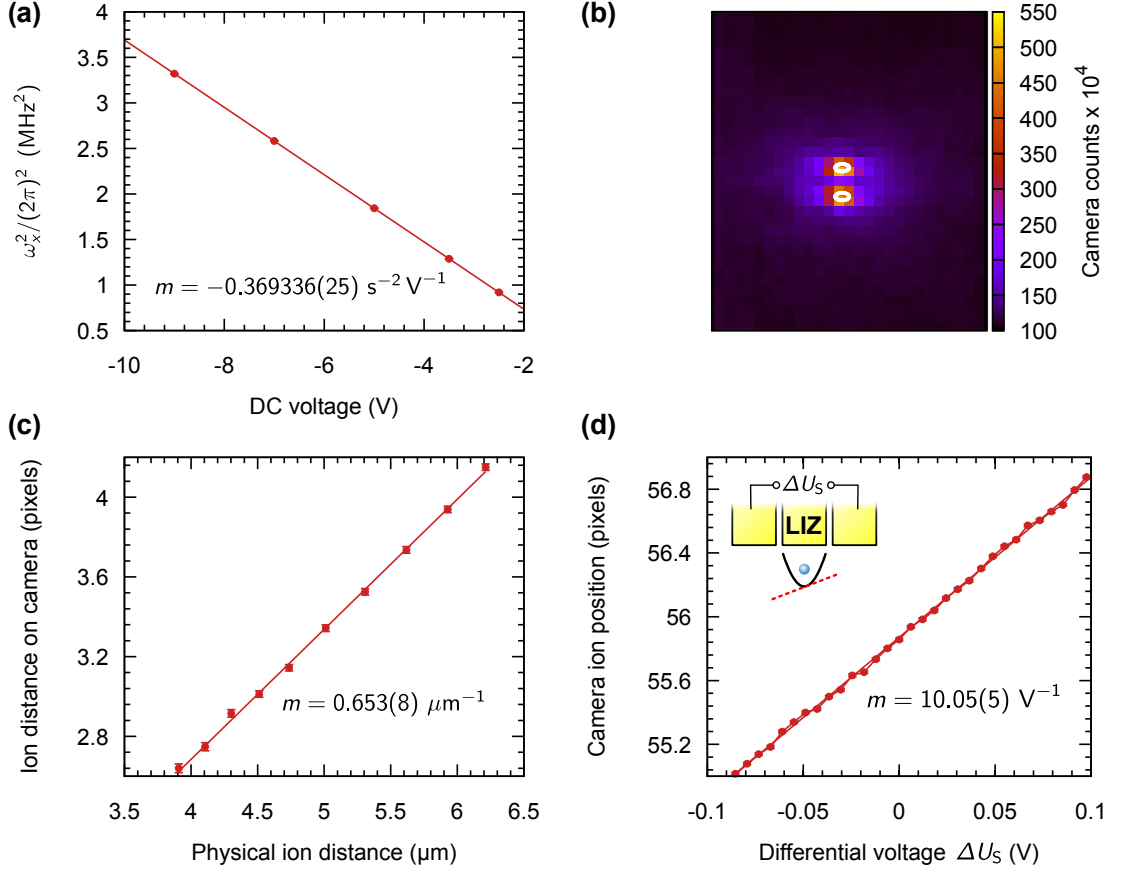 (a)
4
3.5
3
2.5
2
1.5
1
0.5
ω²ₓ/(2π)² (MHz²)
m = −0.369336(25) s⁻² V⁻¹
-10 -8 -6 -4 -2
DC voltage (V)
(b)
550
500
450
400
350
300
250
200
150
100
Camera counts x 10⁴
(c)
4
3.6
3.2
2.8
Ion distance on camera (pixels)
m = 0.653(8) μm⁻¹
3.5 4 4.5 5 5.5 6 6.5
Physical ion distance (µm)
(d)
56.8
56.4
56
55.6
55.2
Camera ion position (pixels)
ΔU_S
LIZ
m = 10.05(5) V⁻¹
-0.1 -0.05 0 0.05 0.1
Differential voltage ΔU_S (V)